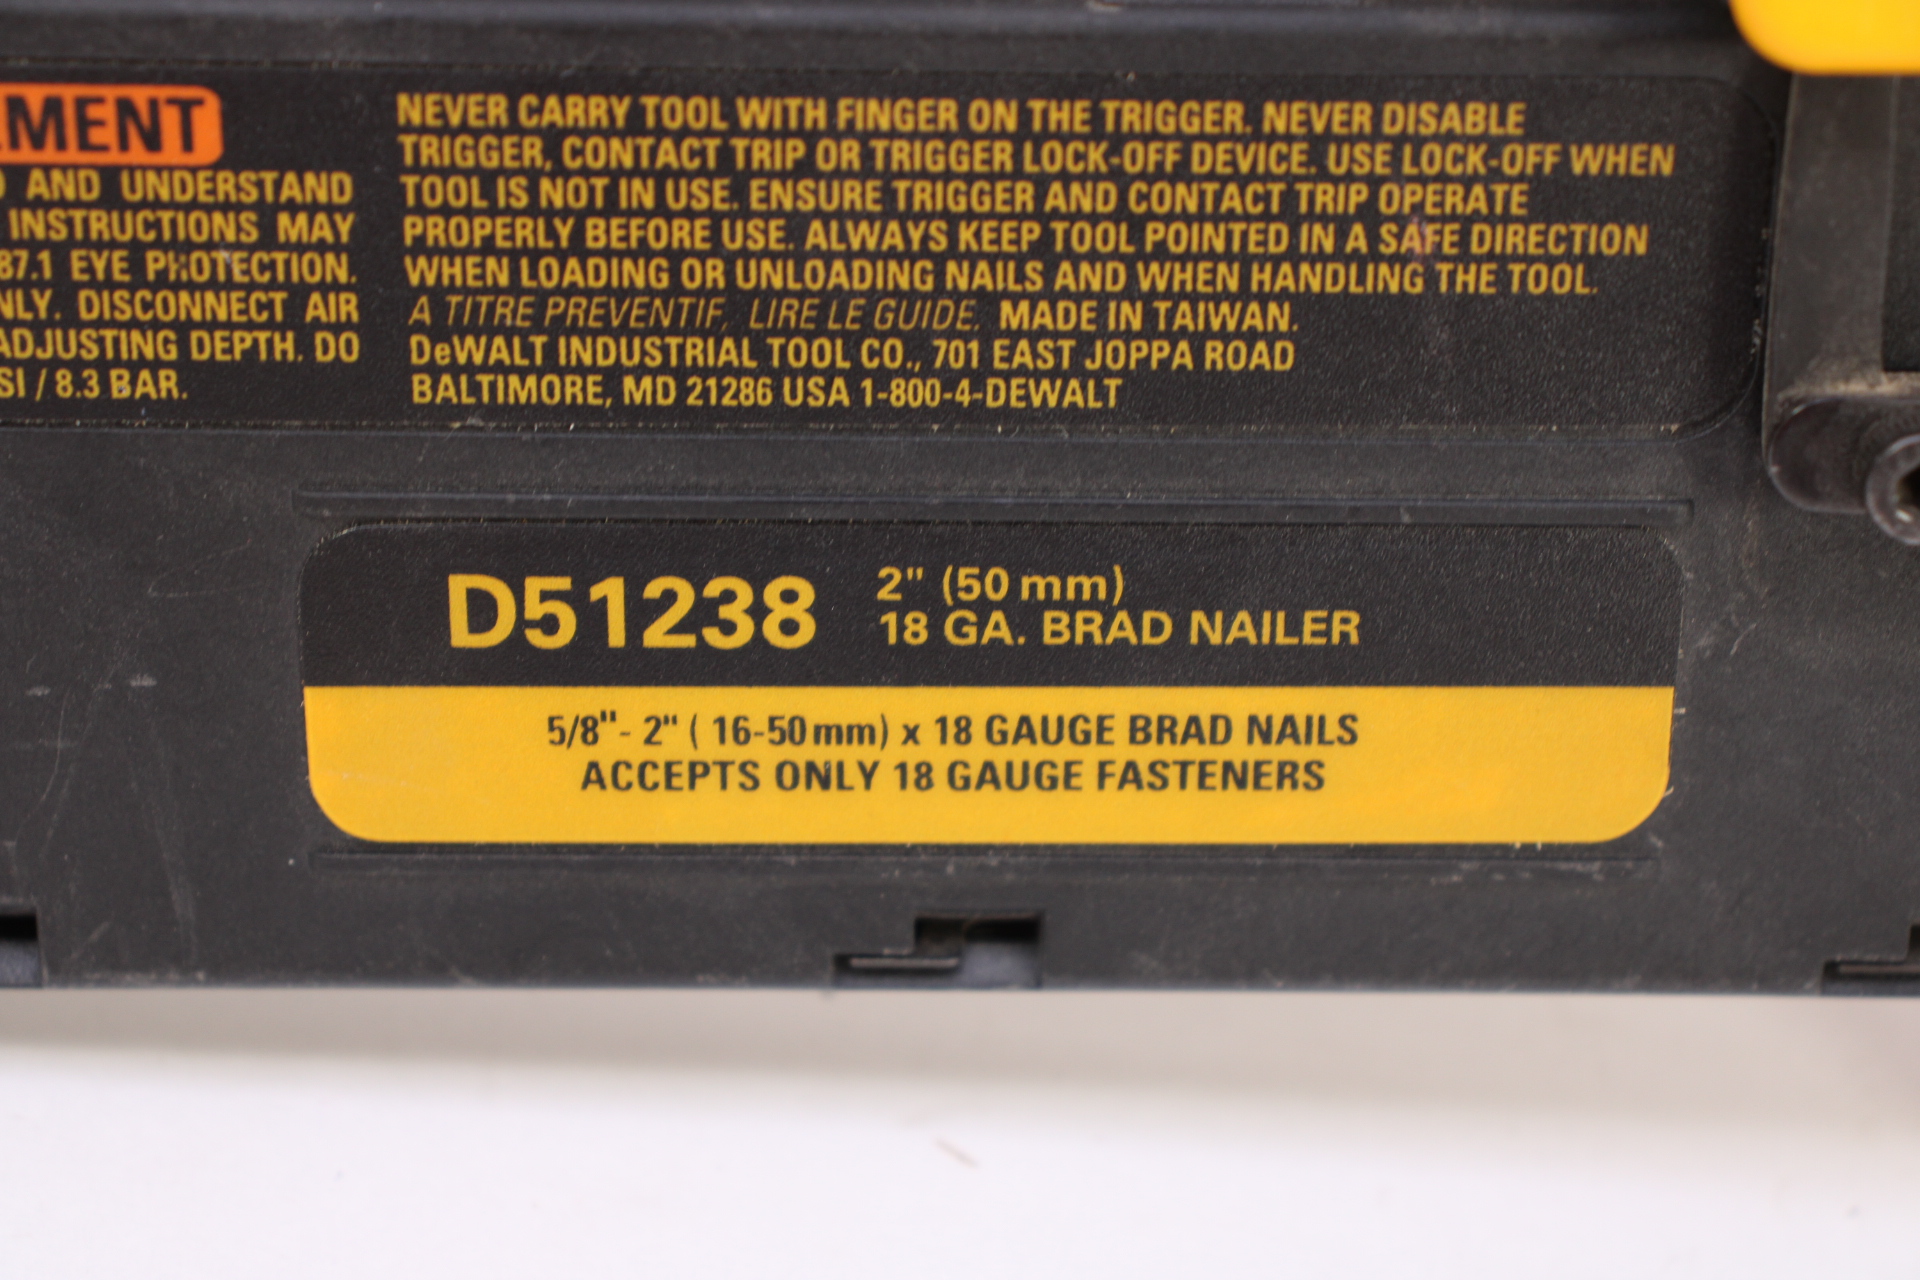 MENT
AND UNDERSTAND
INSTRUCTIONS MAY
87.1 EYE PROTECTION.
NLY. DISCONNECT AIR
ADJUSTING DEPTH. DO
SI / 8.3 BAR.
NEVER CARRY TOOL WITH FINGER ON THE TRIGGER. NEVER DISABLE
TRIGGER, CONTACT TRIP OR TRIGGER LOCK-OFF DEVICE. USE LOCK-OFF WHEN
TOOL IS NOT IN USE. ENSURE TRIGGER AND CONTACT TRIP OPERATE
PROPERLY BEFORE USE. ALWAYS KEEP TOOL POINTED IN A SAFE DIRECTION
WHEN LOADING OR UNLOADING NAILS AND WHEN HANDLING THE TOOL.
A TITRE PREVENTIF, LIRE LE GUIDE. MADE IN TAIWAN.
DeWALT INDUSTRIAL TOOL CO., 701 EAST JOPPA ROAD
BALTIMORE, MD 21286 USA 1-800-4-DEWALT
D51238
2" (50 mm)
18 GA. BRAD NAILER
5/8" - 2" ( 16-50 mm) x 18 GAUGE BRAD NAILS
ACCEPTS ONLY 18 GAUGE FASTENERS